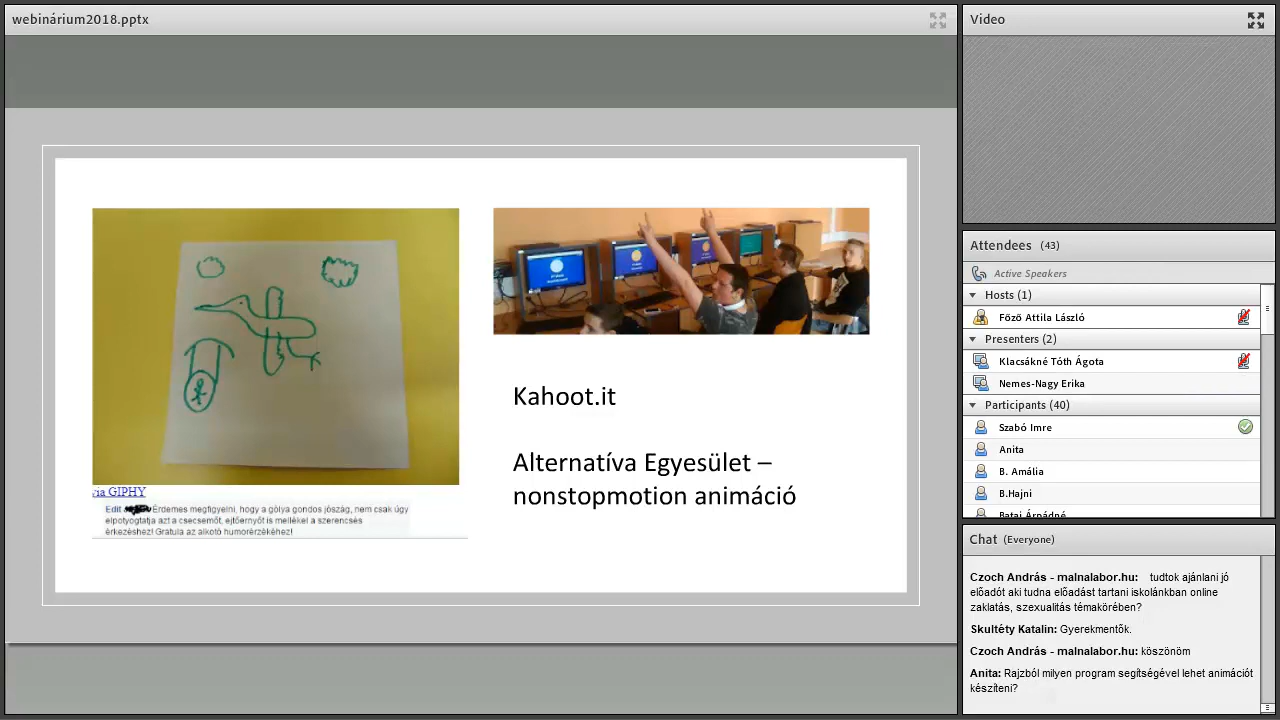 webinárium2018.pptx
via GIPHY
Edit Érdemes megfigyelni, hogy a gólya gondos jószág, nem csak úgy
elpotyogtatja azt a csecsemőt, ejtőernyőt is mellékel a szerencsés
érkezéshez! Gratula az alkotó humorérzékéhez!
Kahoot.it
Alternatíva Egyesület –
nonstopmotion animáció
Video
Attendees (43)
Active Speakers
Hosts (1)
Főző Attila László
Presenters (2)
Klacsákné Tóth Ágota
Nemes-Nagy Erika
Participants (40)
Szabó Imre
Anita
B. Amália
B.Hajni
Bataj Árpádné
Chat (Everyone)
Czoch András - malnalabor.hu: tudtok ajánlani jó
előadót aki tudna előadást tartani iskolánkban online
zaklatás, szexualitás témakörében?
Skultéty Katalin: Gyerekmentők.
Czoch András - malnalabor.hu: köszönöm
Anita: Rajzból milyen program segítségével lehet animációt
készíteni?